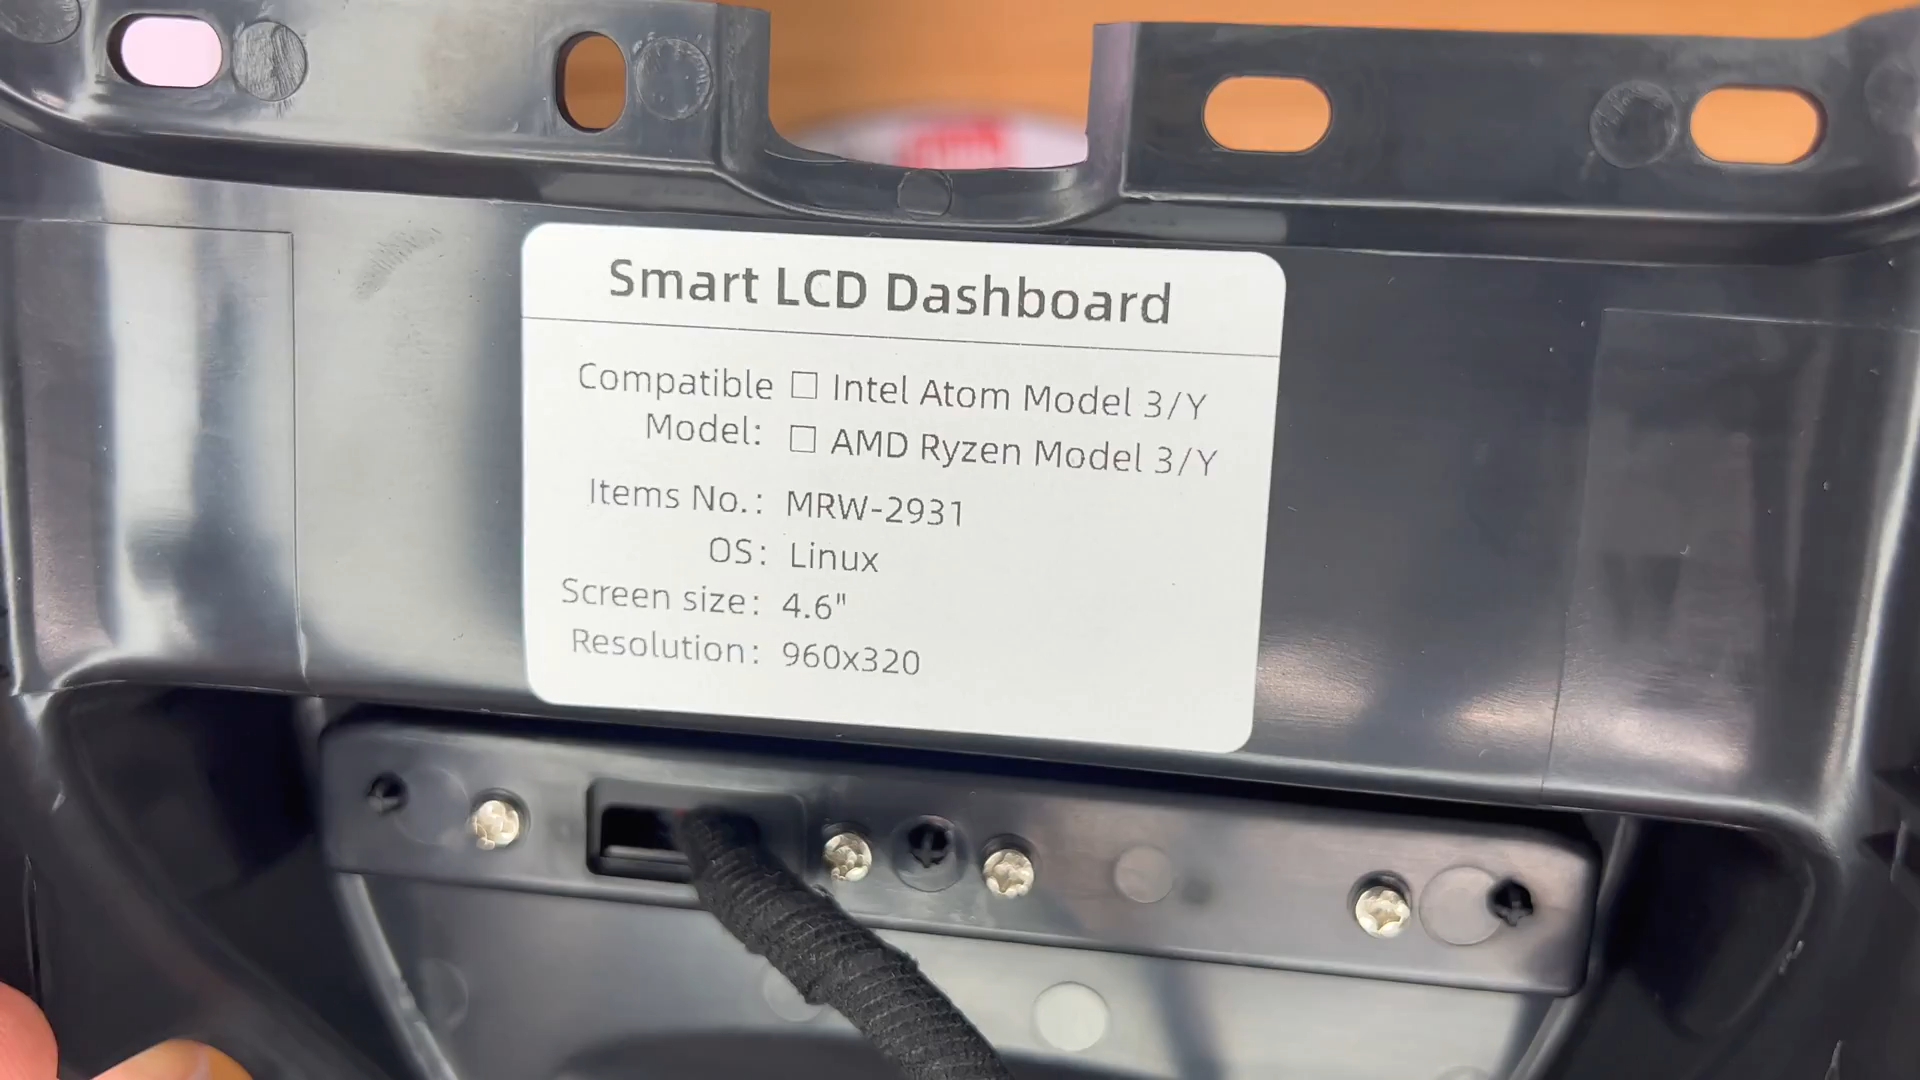 Smart LCD Dashboard
Compatible Model: □ Intel Atom Model 3/Y
□ AMD Ryzen Model 3/Y
Items No.: MRW-2931
OS: Linux
Screen size: 4.6"
Resolution: 960x320